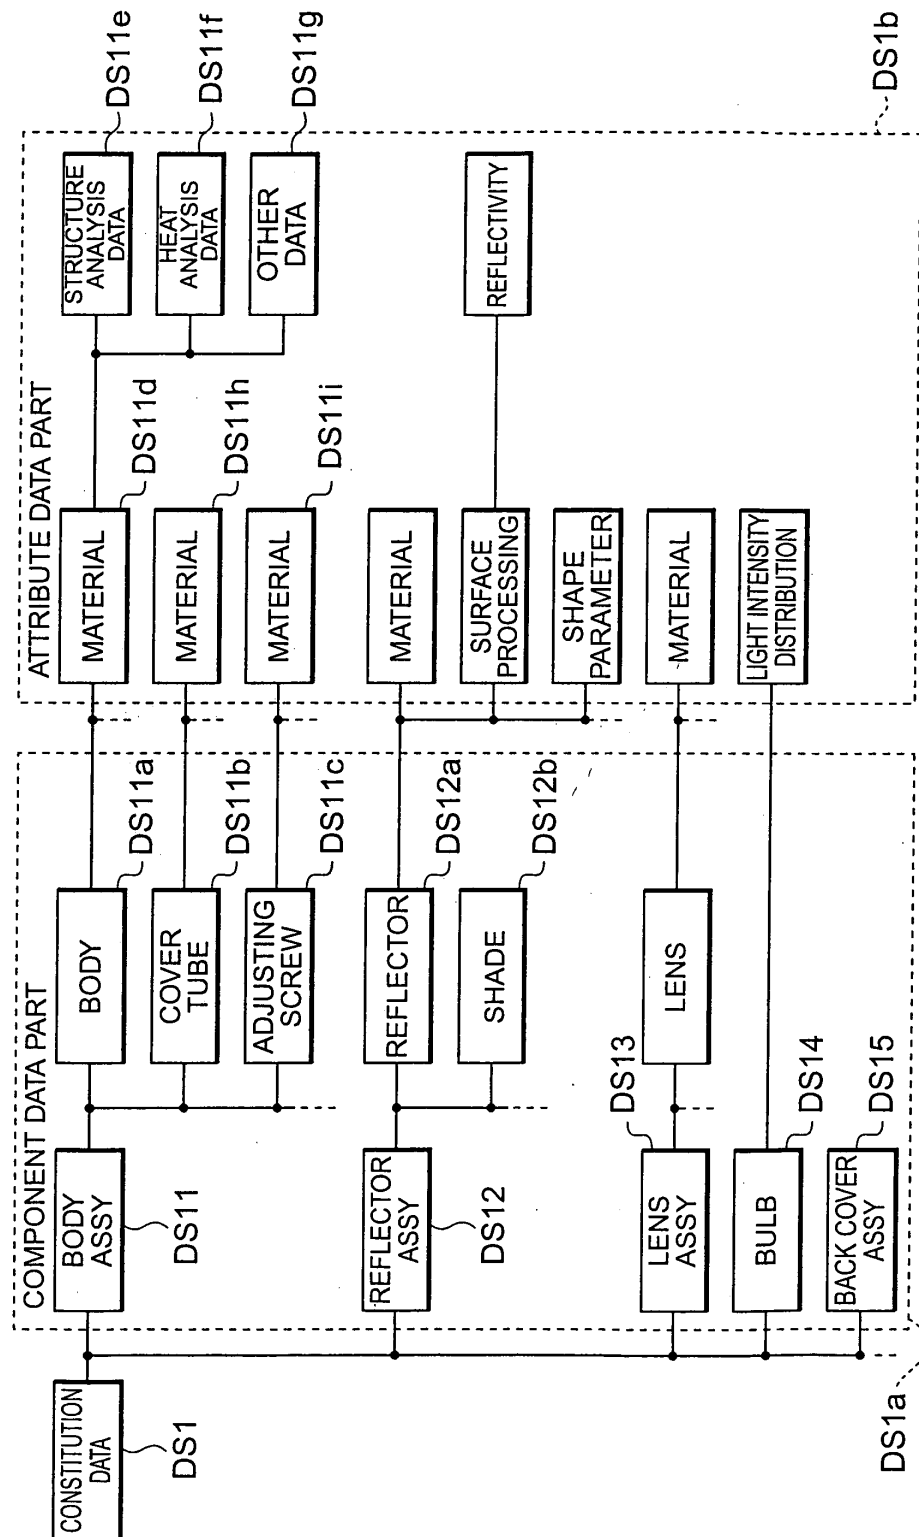 CONSTITUTION
DATA
DS1
DS1a
COMPONENT DATA PART
BODY
ASSY
DS11
BODY
DS11a
COVER
TUBE
DS11b
ADJUSTING
SCREW
DS11c
REFLECTOR
ASSY
DS12
REFLECTOR
DS12a
SHADE
DS12b
LENS
ASSY
DS13
LENS
BULB
DS14
BACK COVER
ASSY
DS15
ATTRIBUTE DATA PART
DS1b
MATERIAL
DS11d
STRUCTURE
ANALYSIS
DATA
DS11e
HEAT
ANALYSIS
DATA
DS11f
OTHER
DATA
DS11g
MATERIAL
DS11h
MATERIAL
DS11i
MATERIAL
SURFACE
PROCESSING
REFLECTIVITY
SHAPE
PARAMETER
MATERIAL
LIGHT INTENSITY
DISTRIBUTION